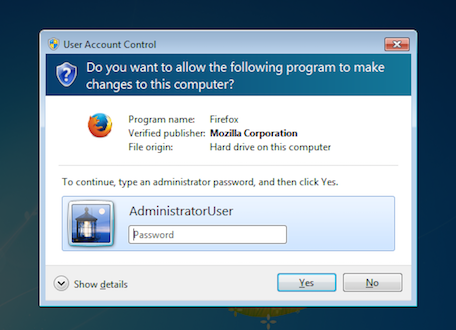 User Account Control
Do you want to allow the following program to make
changes to this computer?
Program name: Firefox
Verified publisher: Mozilla Corporation
File origin: Hard drive on this computer
To continue, type an administrator password, and then click Yes.
AdministratorUser
Password
Show details
Yes
No